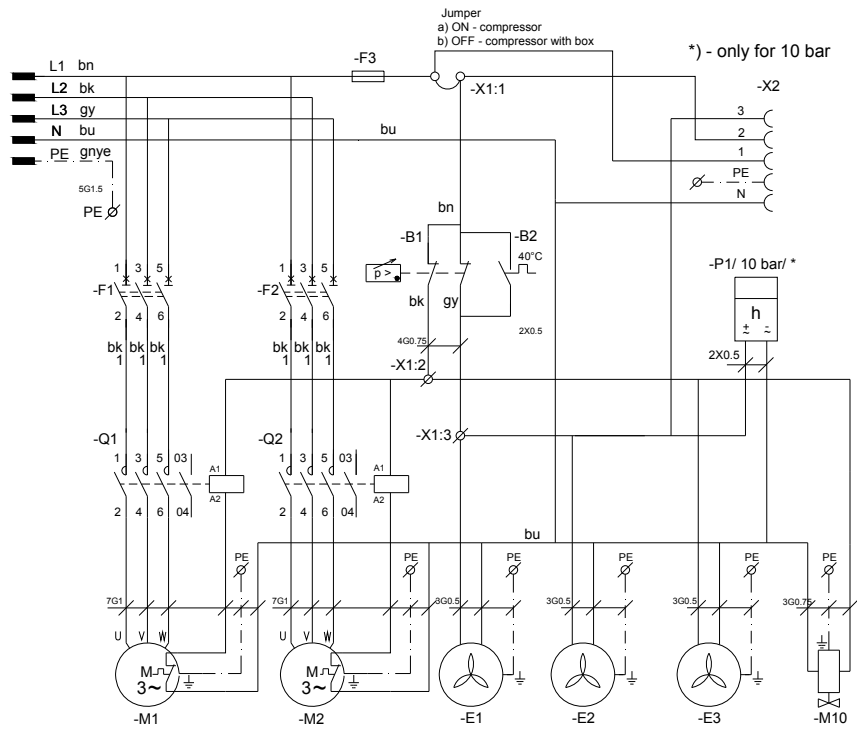 Jumper
a) ON - compressor
b) OFF - compressor with box
*) - only for 10 bar
-F3
L1 bn
-X1:1
-X2
L2 bk
L3 gy
3
N bu
bu
2
PE gnye
1
5G1.5
PE
PE
N
bn
-B1
-B2
40°C
-P1/ 10 bar/ *
1 3 5
1 3 5
p >
-F1
-F2
h
bk
gy
+ -
~ ~
2 4 6
2 4 6
2X0.5
4G0.75
bk bk bk
1 1 1
bk bk bk
1 1 1
2X0.5
-X1:2
-Q1
-Q2
-X1:3
1 3 5 03
1 3 5 03
A1
A1
A2
A2
2 4 6 04
2 4 6 04
bu
PE
PE
PE
PE
PE
PE
7G1
7G1
3G0.5
3G0.5
3G0.5
3G0.75
U V W
U V W
M
3~
M
3~
-M1
-M2
-E1
-E2
-E3
-M10